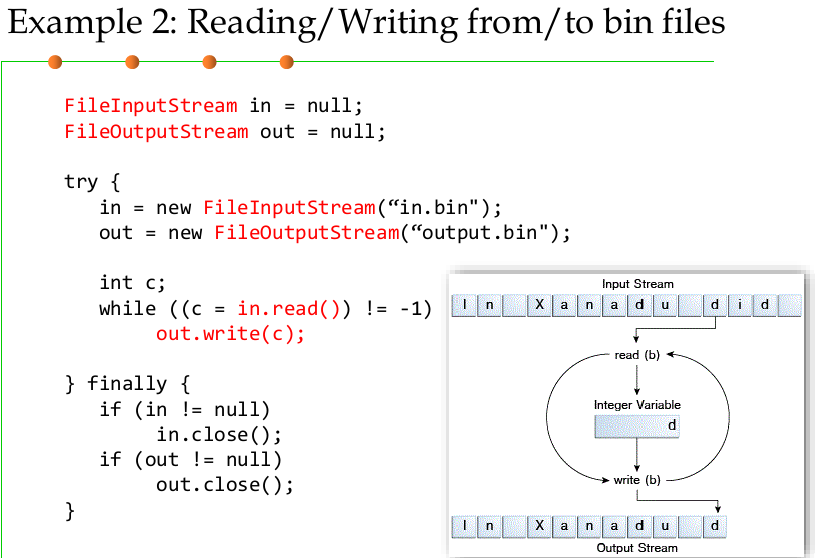 Example 2: Reading/Writing from/to bin files
FileInputStream in = null;
FileOutputStream out = null;
try {
in = new FileInputStream(“in.bin");
out = new FileOutputStream(“output.bin");
int c;
while ((c = in.read()) != -1)
out.write(c);
} finally {
if (in != null)
in.close();
if (out != null)
out.close();
}
Input Stream
I n X a n a d u d i d
read (b)
Integer Variable
d
write (b)
I n X a n a d u d
Output Stream